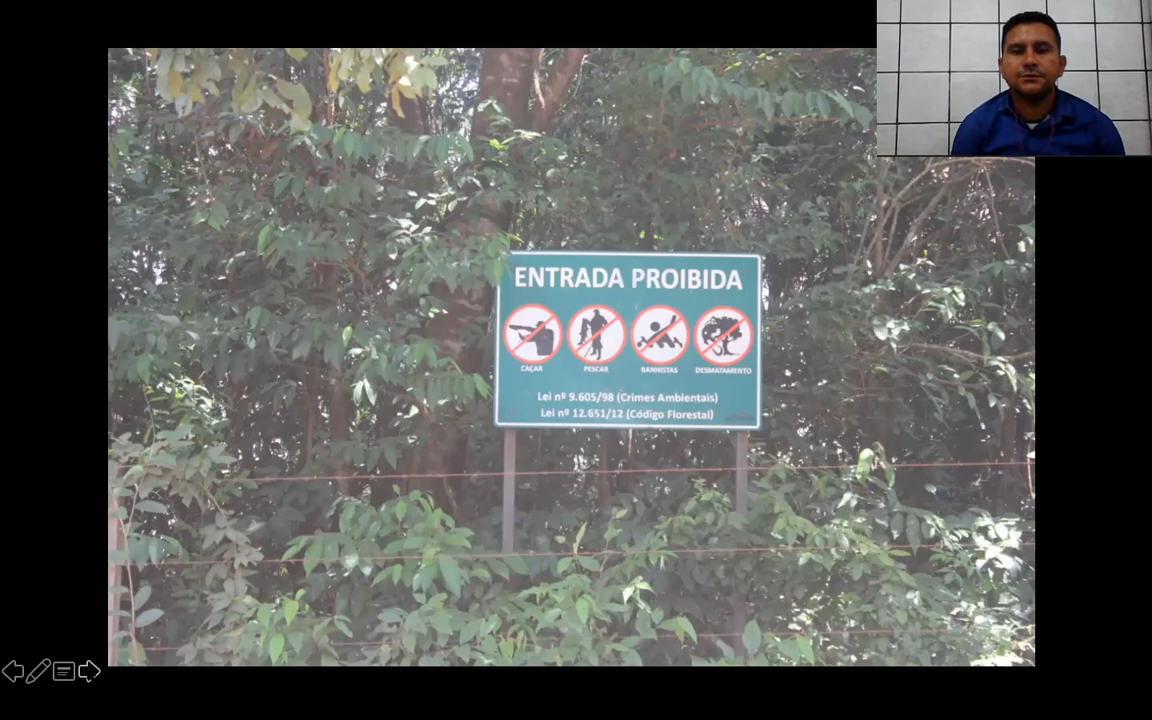 ENTRADA PROIBIDA
CAÇAR PESCAR BANHISTAS DESMATAMENTO
Lei nº 9.605/98 (Crimes Ambientais)
Lei nº 12.651/12 (Código Florestal)